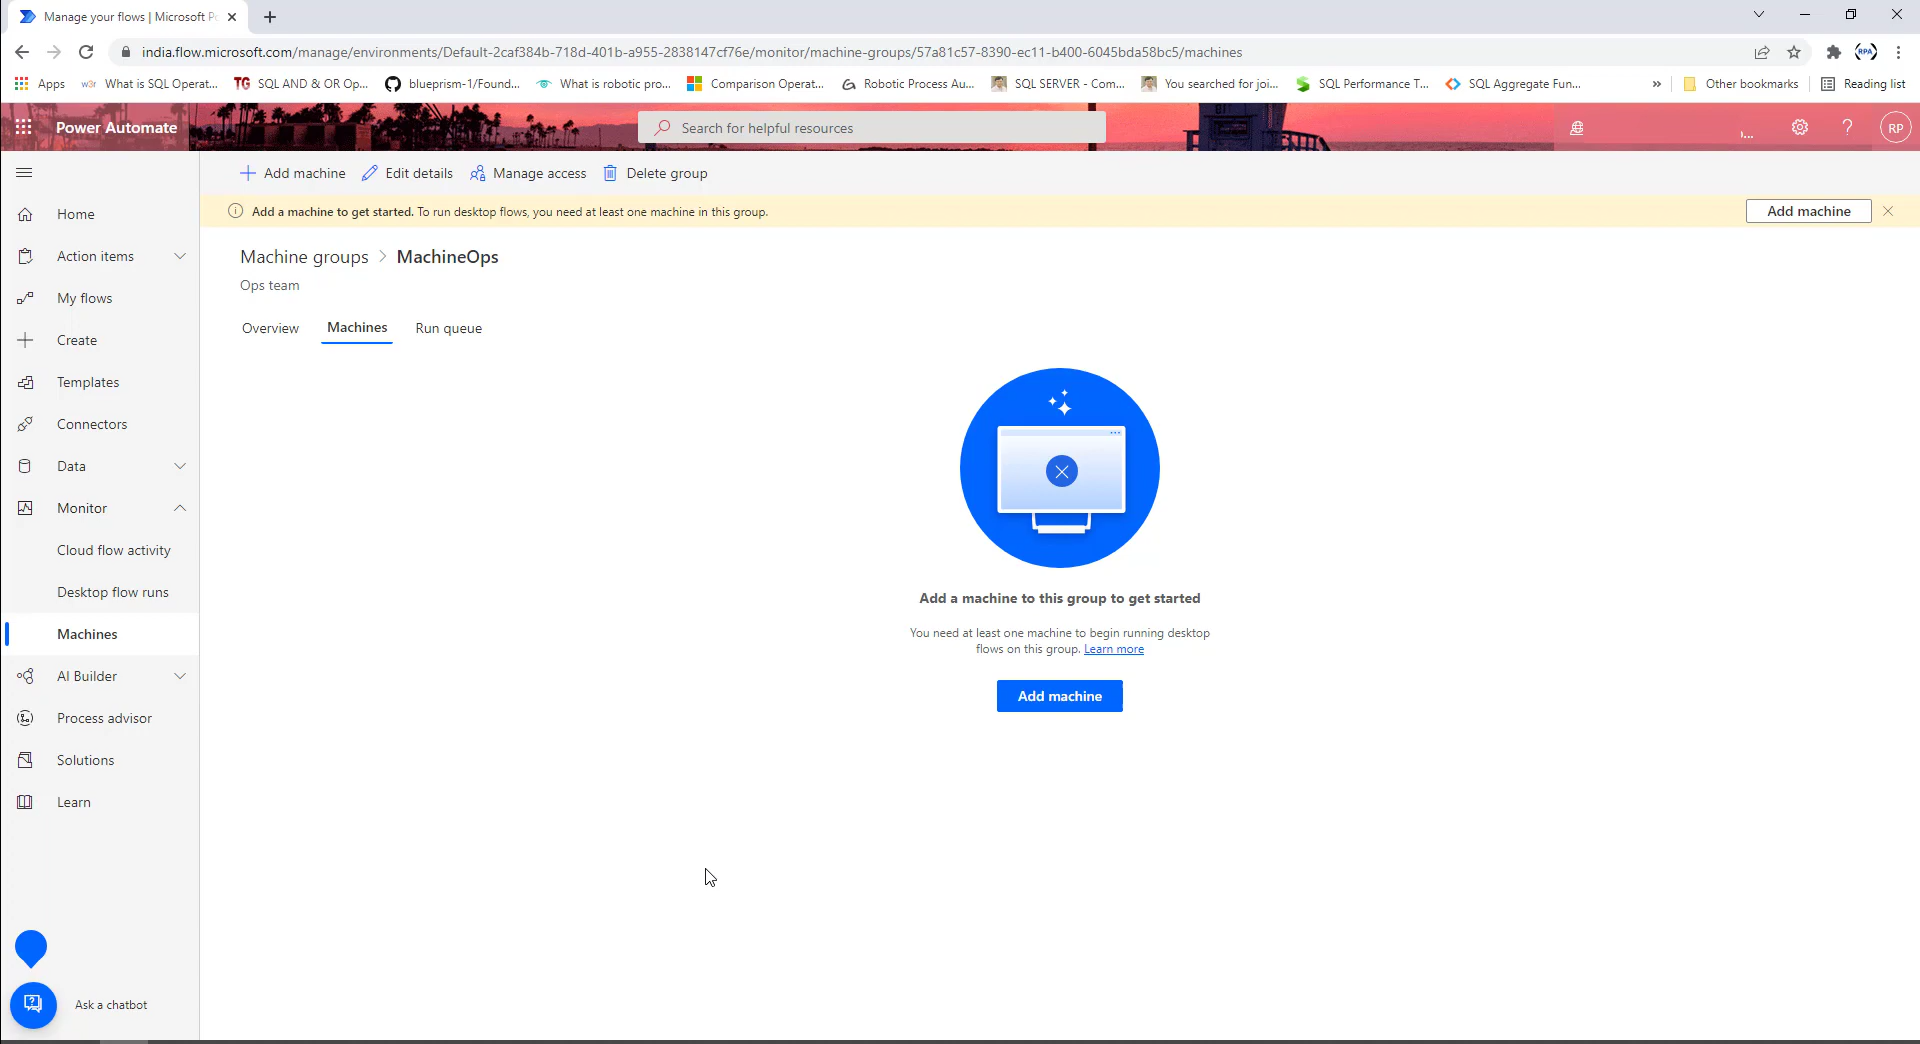 Manage your flows | Microsoft Po
india.flow.microsoft.com/manage/environments/Default-2caf384b-718d-401b-a955-2838147cf76e/monitor/machine-groups/57a81c57-8390-ec11-b400-6045bda58bc5/machines
(RPA)
Apps
w3r What is SQL Operat...
TG SQL AND & OR Op...
blueprism-1/Found...
What is robotic pro...
Comparison Operat...
Robotic Process Au...
SQL SERVER - Com...
You searched for joi...
SQL Performance T...
SQL Aggregate Fun...
»
Other bookmarks
Reading list
Power Automate
Search for helpful resources
...
?
RP
Add machine
Edit details
Manage access
Delete group
Add a machine to get started. To run desktop flows, you need at least one machine in this group.
Add machine
Home
Action items
My flows
Create
Templates
Connectors
Data
Monitor
Cloud flow activity
Desktop flow runs
Machines
AI Builder
Process advisor
Solutions
Learn
Ask a chatbot
Machine groups > MachineOps
Ops team
Overview
Machines
Run queue
Add a machine to this group to get started
You need at least one machine to begin running desktop
flows on this group. Learn more
Add machine